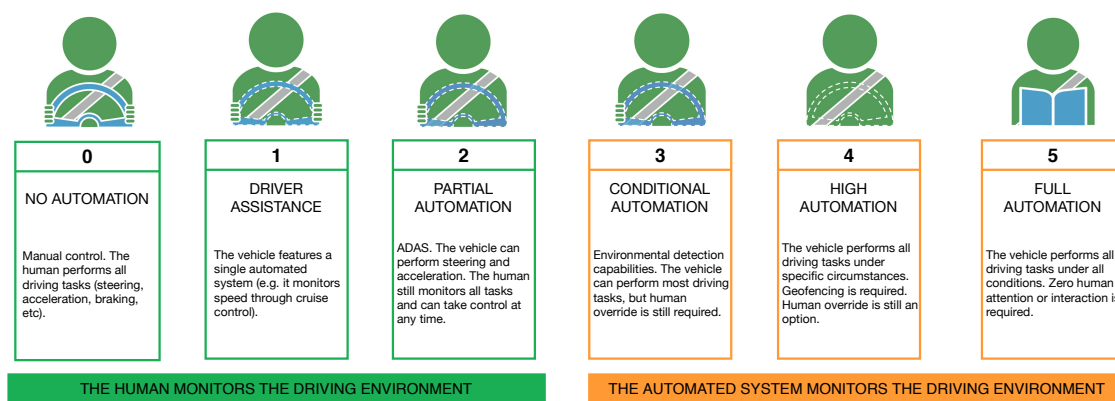 0
NO AUTOMATION
Manual control. The
human performs all
driving tasks (steering,
acceleration, braking,
etc).
1
DRIVER
ASSISTANCE
The vehicle features a
single automated
system (e.g. it monitors
speed through cruise
control).
2
PARTIAL
AUTOMATION
ADAS. The vehicle can
perform steering and
acceleration. The human
still monitors all tasks
and can take control at
any time.
3
CONDITIONAL
AUTOMATION
Environmental detection
capabilities. The vehicle
can perform most driving
tasks, but human
override is still required.
4
HIGH
AUTOMATION
The vehicle performs all
driving tasks under
specific circumstances.
Geofencing is required.
Human override is still an
option.
5
FULL
AUTOMATION
The vehicle performs all
driving tasks under all
conditions. Zero human
attention or interaction is
required.
THE HUMAN MONITORS THE DRIVING ENVIRONMENT
THE AUTOMATED SYSTEM MONITORS THE DRIVING ENVIRONMENT